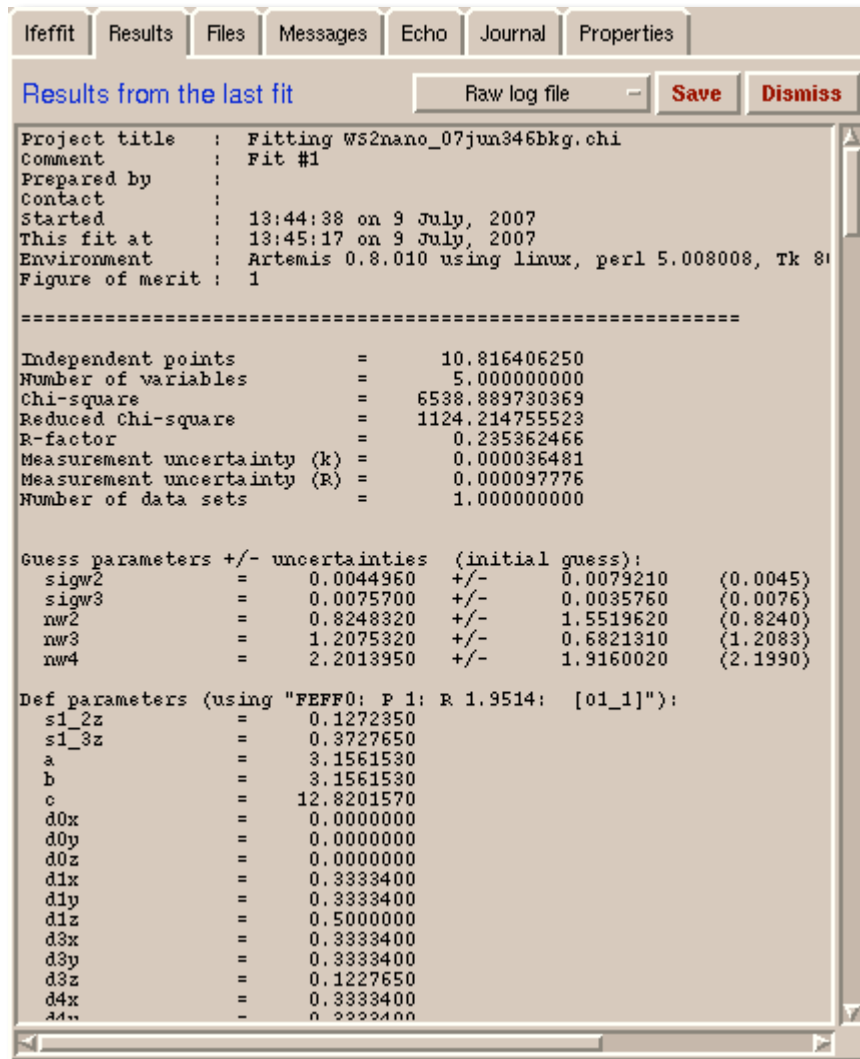 Ifeffit Results Files Messages Echo Journal Properties
Results from the last fit Raw log file Save Dismiss
Project title : Fitting WS2nano_07jun346bkg.chi
Comment : Fit #1
Prepared by :
Contact :
Started : 13:44:38 on 9 July, 2007
This fit at : 13:45:17 on 9 July, 2007
Environment : Artemis 0.8.010 using linux, perl 5.008008, Tk
Figure of merit : 1
===========================================================
Independent points = 10.816406250
Number of variables = 5.000000000
Chi-square = 6538.889730369
Reduced Chi-square = 1124.214755523
R-factor = 0.235362466
Measurement uncertainty (k) = 0.000036481
Measurement uncertainty (R) = 0.000097776
Number of data sets = 1.000000000
Guess parameters +/- uncertainties (initial guess):
sigw2 = 0.0044960 +/- 0.0079210 (0.0045)
sigw3 = 0.0075700 +/- 0.0035760 (0.0076)
nw2 = 0.8248320 +/- 1.5519620 (0.8240)
nw3 = 1.2075320 +/- 0.6821310 (1.2083)
nw4 = 2.2013950 +/- 1.9160020 (2.1990)
Def parameters (using "FEFF0: P 1: R 1.9514: [o1_1]"):
s1_2z = 0.1272350
s1_3z = 0.3727650
a = 3.1561530
b = 3.1561530
c = 12.8201570
d0x = 0.0000000
d0y = 0.0000000
d0z = 0.0000000
d1x = 0.3333400
d1y = 0.3333400
d1z = 0.5000000
d3x = 0.3333400
d3y = 0.3333400
d3z = 0.1227650
d4x = 0.3333400